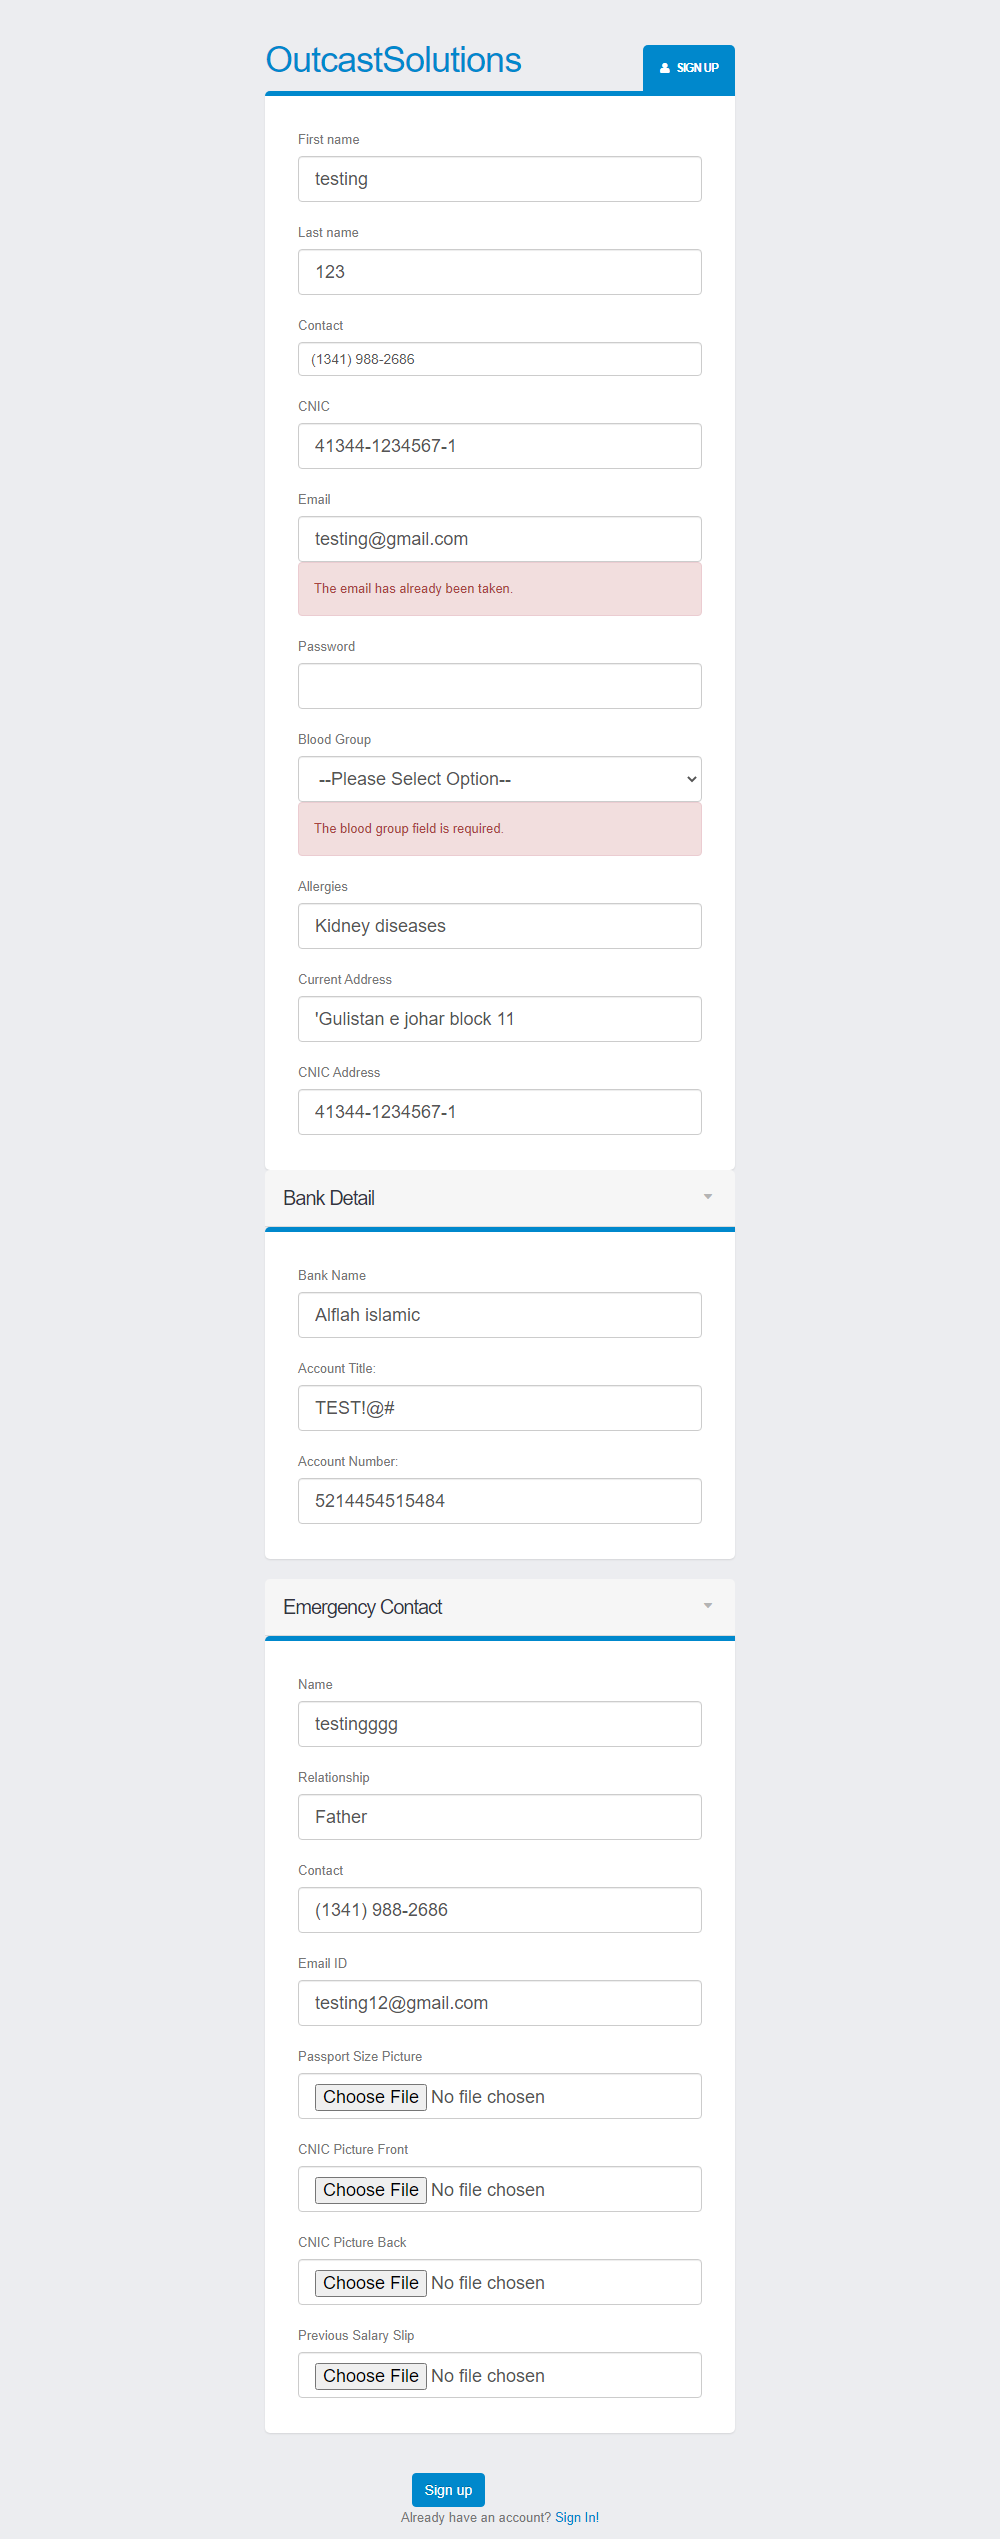 OutcastSolutions
SIGN UP
First name
testing
Last name
123
Contact
(1341) 988-2686
CNIC
41344-1234567-1
Email
testing@gmail.com
The email has already been taken.
Password
Blood Group
--Please Select Option--
The blood group field is required.
Allergies
Kidney diseases
Current Address
'Gulistan e johar block 11
CNIC Address
41344-1234567-1
Bank Detail
Bank Name
Alflah islamic
Account Title:
TEST!@#
Account Number:
5214454515484
Emergency Contact
Name
testingggg
Relationship
Father
Contact
(1341) 988-2686
Email ID
testing12@gmail.com
Passport Size Picture
Choose File No file chosen
CNIC Picture Front
Choose File No file chosen
CNIC Picture Back
Choose File No file chosen
Previous Salary Slip
Choose File No file chosen
Sign up
Already have an account? Sign In!